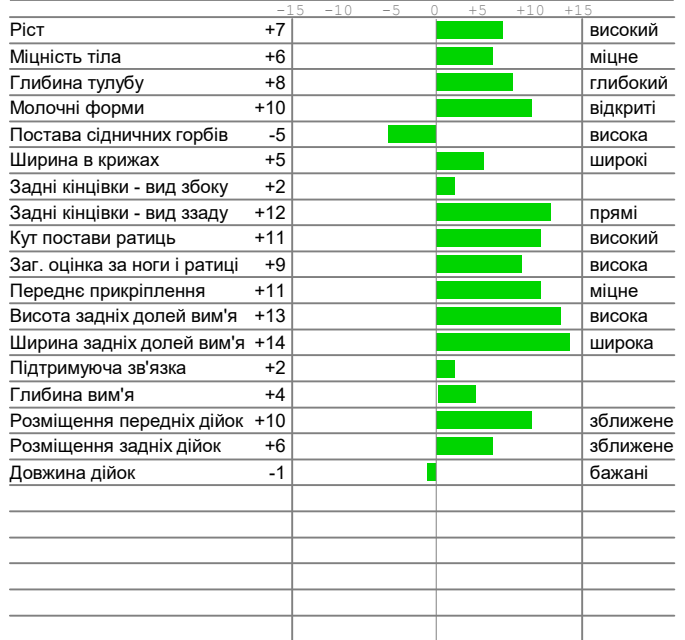 -15 -10 -5 0 +5 +10 +15
Ріст +7 високий
Міцність тіла +6 міцне
Глибина тулубу +8 глибокий
Молочні форми +10 відкриті
Постава сідничних горбів -5 висока
Ширина в крижах +5 широкі
Задні кінцівки - вид збоку +2
Задні кінцівки - вид ззаду +12 прямі
Кут постави ратиць +11 високий
Заг. оцінка за ноги і ратиці +9 висока
Переднє прикріплення +11 міцне
Висота задніх долей вим'я +13 висока
Ширина задніх долей вим'я +14 широка
Підтримуюча зв'язка +2
Глибина вим'я +4
Розміщення передніх дійок +10 зближене
Розміщення задніх дійок +6 зближене
Довжина дійок -1 бажані